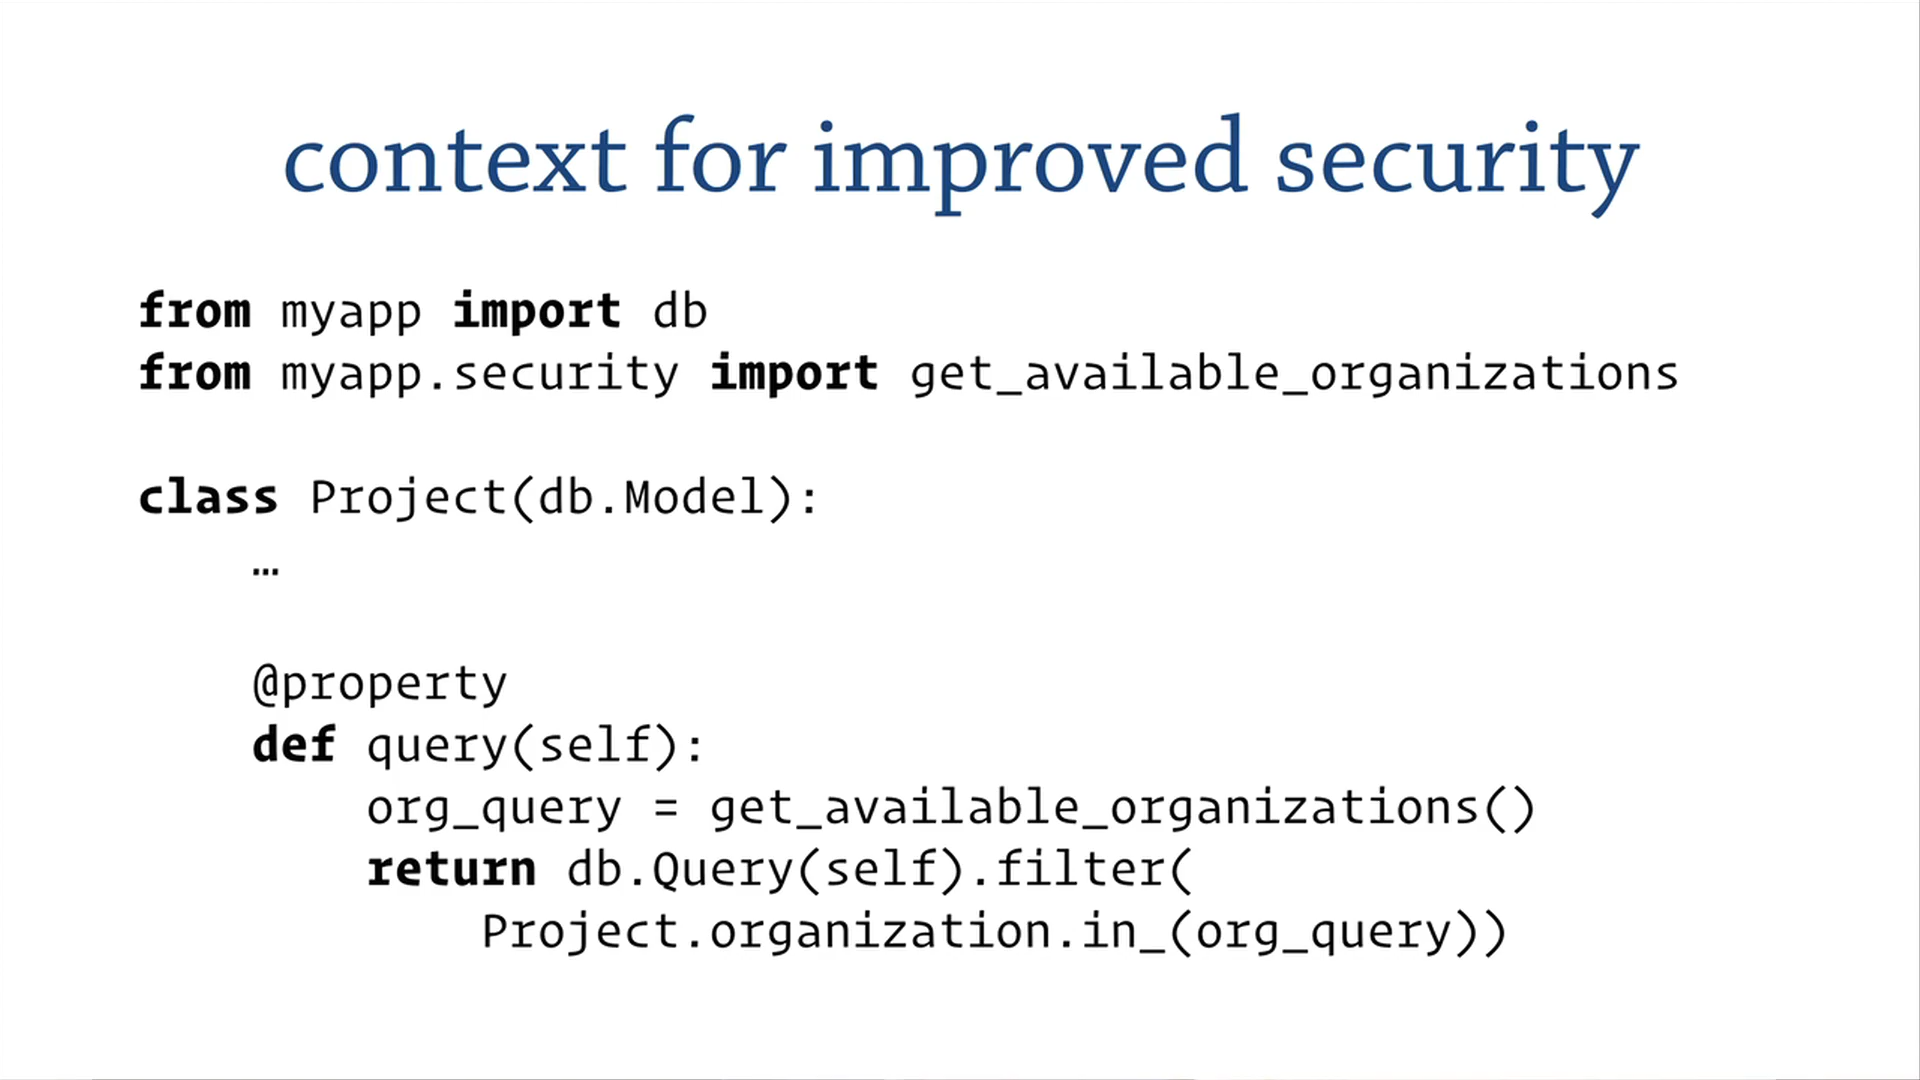 context for improved security
from myapp import db
from myapp.security import get_available_organizations
class Project(db.Model):
…
@property
def query(self):
org_query = get_available_organizations()
return db.Query(self).filter(
Project.organization.in_(org_query))